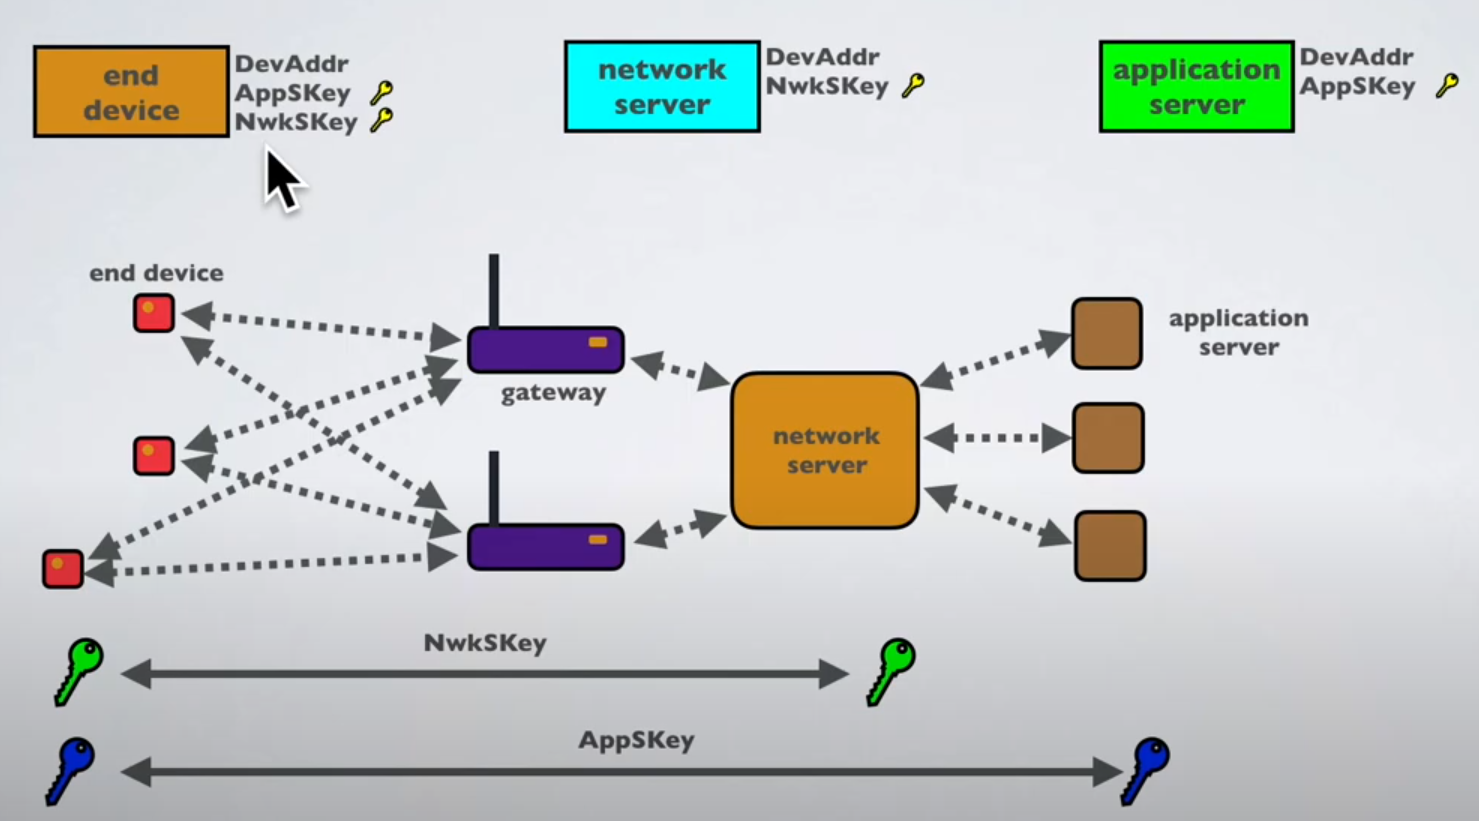 end
device
DevAddr
AppSKey
NwkSKey
network
server
DevAddr
NwkSKey
application
server
DevAddr
AppSKey
end device
gateway
network
server
application
server
NwkSKey
AppSKey